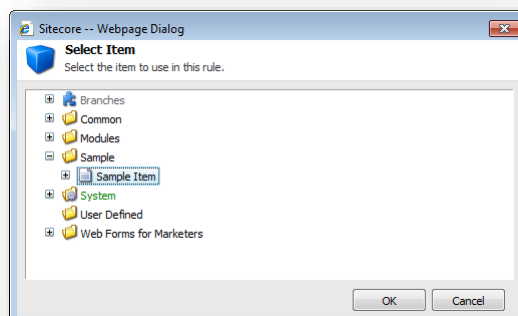 Sitecore -- Webpage Dialog
Select Item
Select the item to use in this rule.
Branches
Common
Modules
Sample
Sample Item
System
User Defined
Web Forms for Marketers
OK Cancel